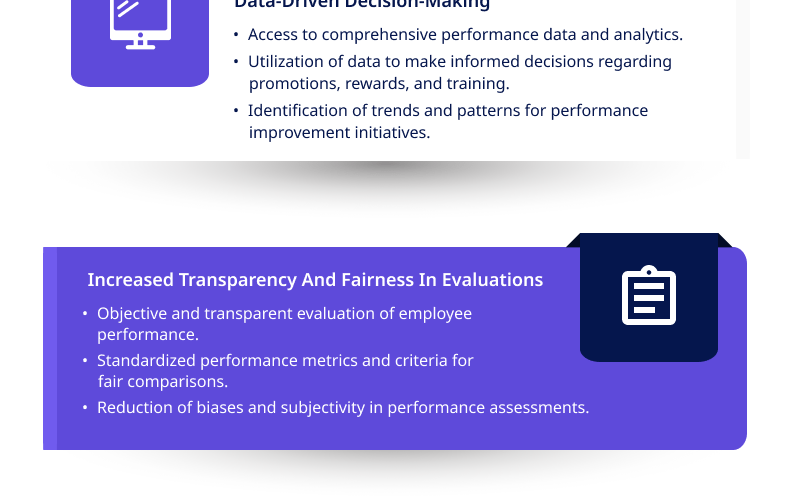 Data-Driven Decision-Making
• Access to comprehensive performance data and analytics.
• Utilization of data to make informed decisions regarding
promotions, rewards, and training.
• Identification of trends and patterns for performance
improvement initiatives.
Increased Transparency And Fairness In Evaluations
• Objective and transparent evaluation of employee
performance.
• Standardized performance metrics and criteria for
fair comparisons.
• Reduction of biases and subjectivity in performance assessments.